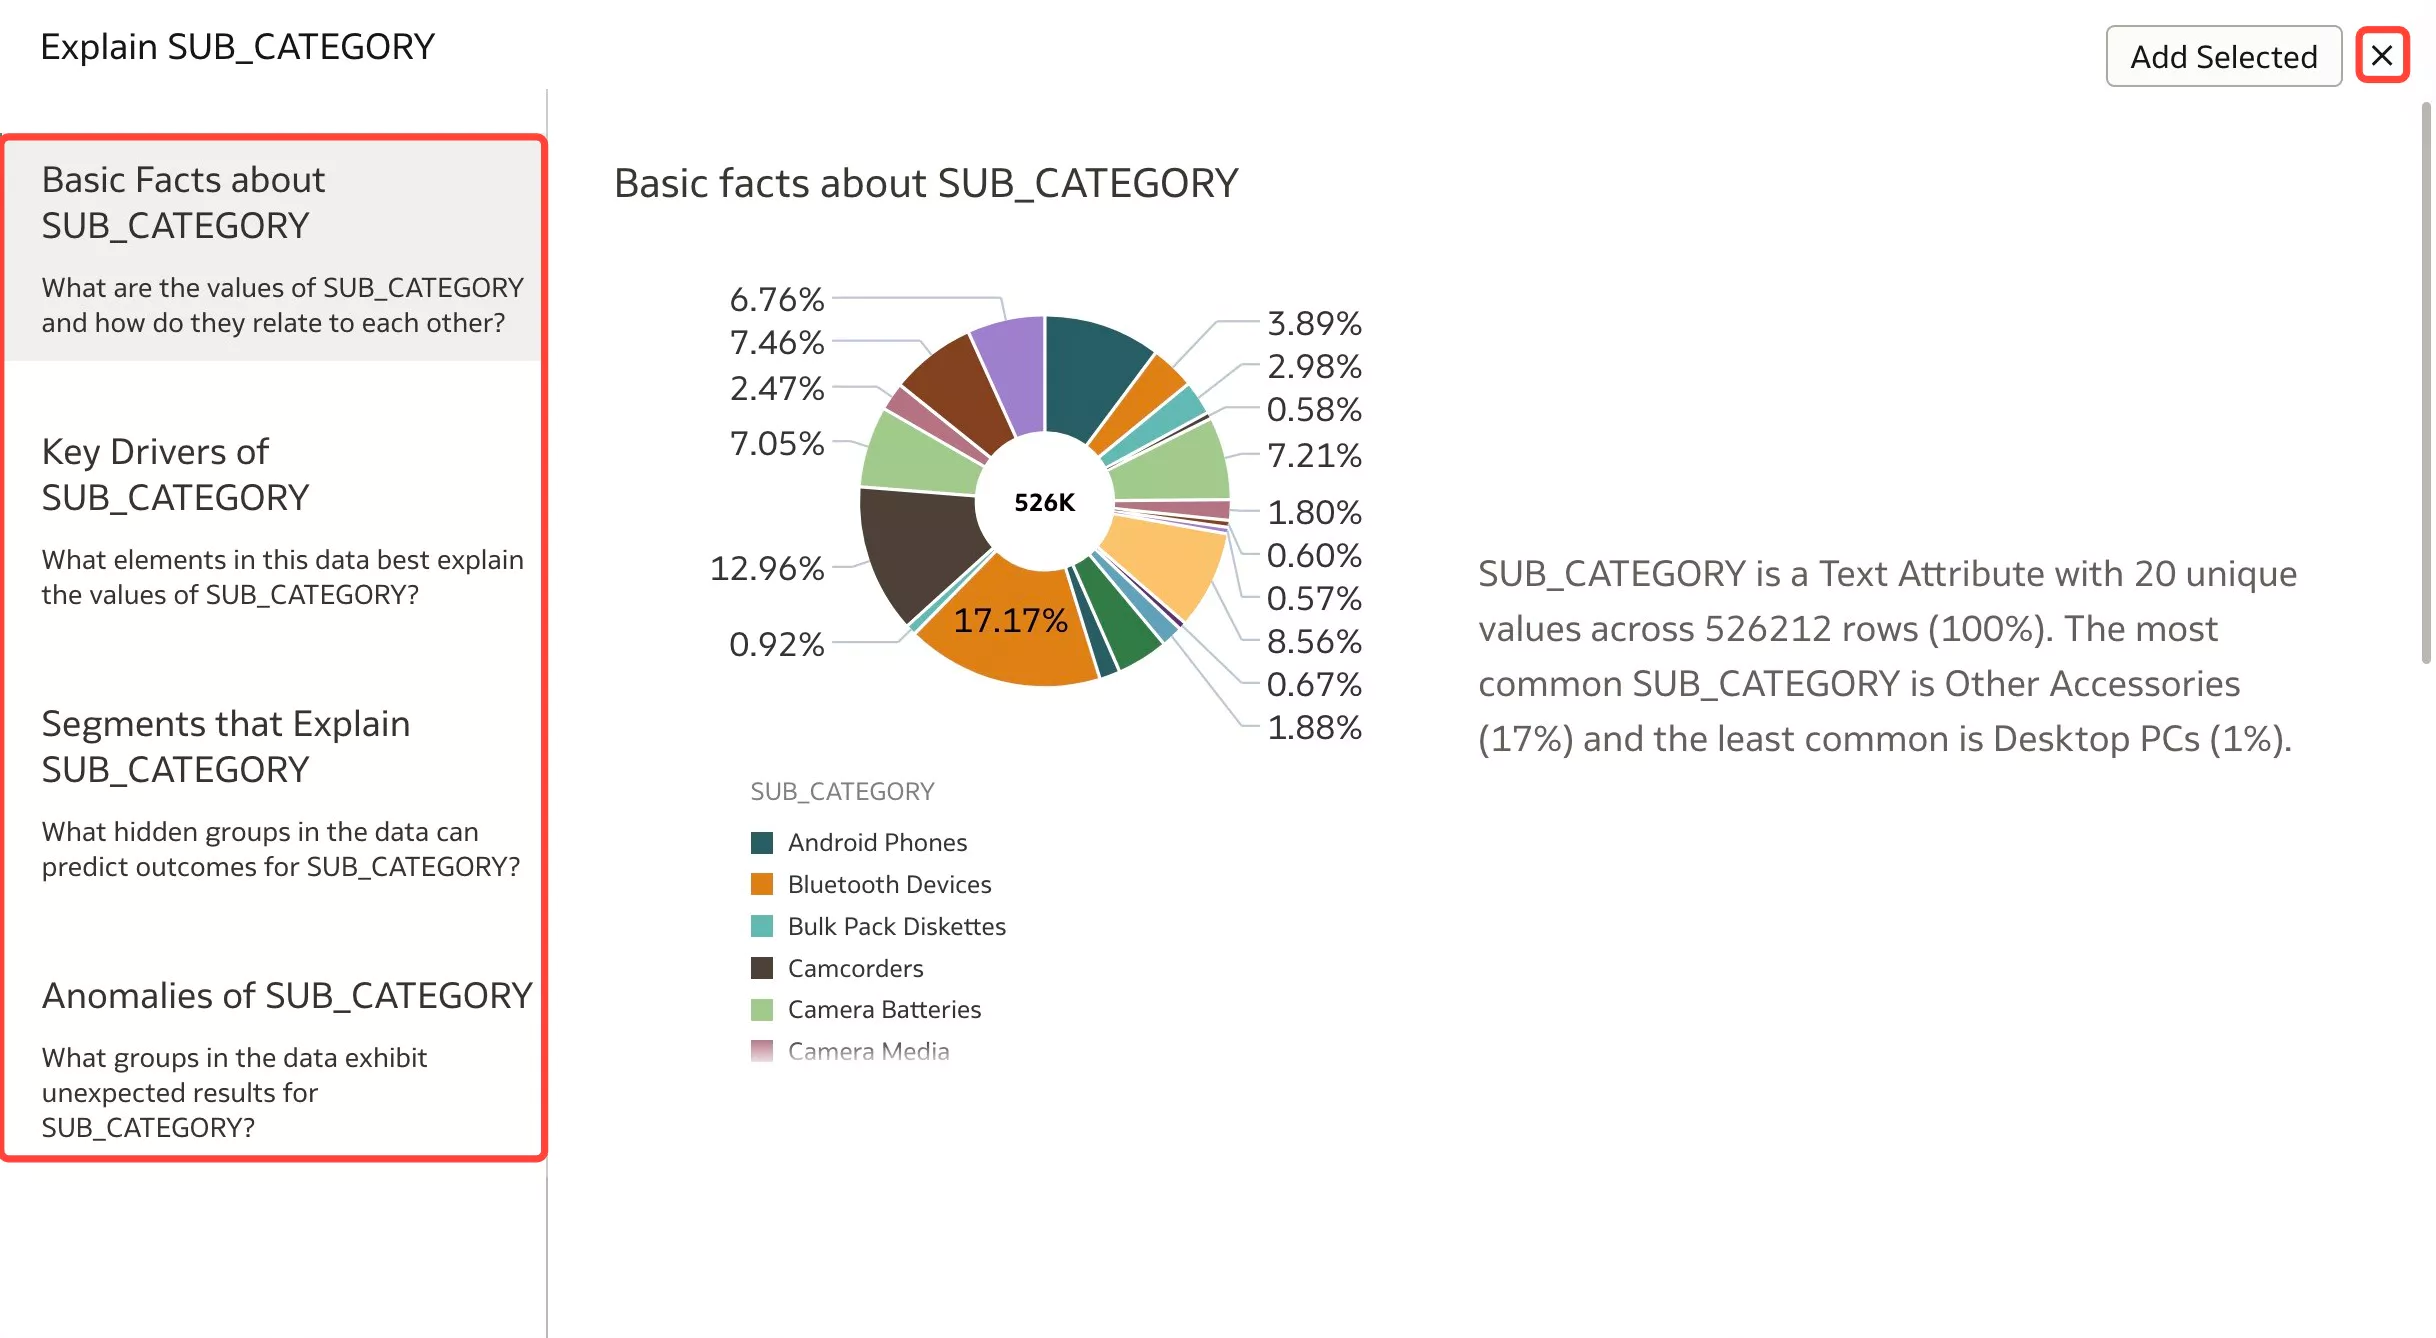 Explain SUB_CATEGORY
Add Selected
Basic Facts about
SUB_CATEGORY
What are the values of SUB_CATEGORY
and how do they relate to each other?
Key Drivers of
SUB_CATEGORY
What elements in this data best explain
the values of SUB_CATEGORY?
Segments that Explain
SUB_CATEGORY
What hidden groups in the data can
predict outcomes for SUB_CATEGORY?
Anomalies of SUB_CATEGORY
What groups in the data exhibit
unexpected results for
SUB_CATEGORY?
Basic facts about SUB_CATEGORY
6.76%
7.46%
2.47%
7.05%
12.96%
0.92%
526K
17.17%
3.89%
2.98%
0.58%
7.21%
1.80%
0.60%
0.57%
8.56%
0.67%
1.88%
SUB_CATEGORY
Android Phones
Bluetooth Devices
Bulk Pack Diskettes
Camcorders
Camera Batteries
Camera Media
SUB_CATEGORY is a Text Attribute with 20 unique
values across 526212 rows (100%). The most
common SUB_CATEGORY is Other Accessories
(17%) and the least common is Desktop PCs (1%).